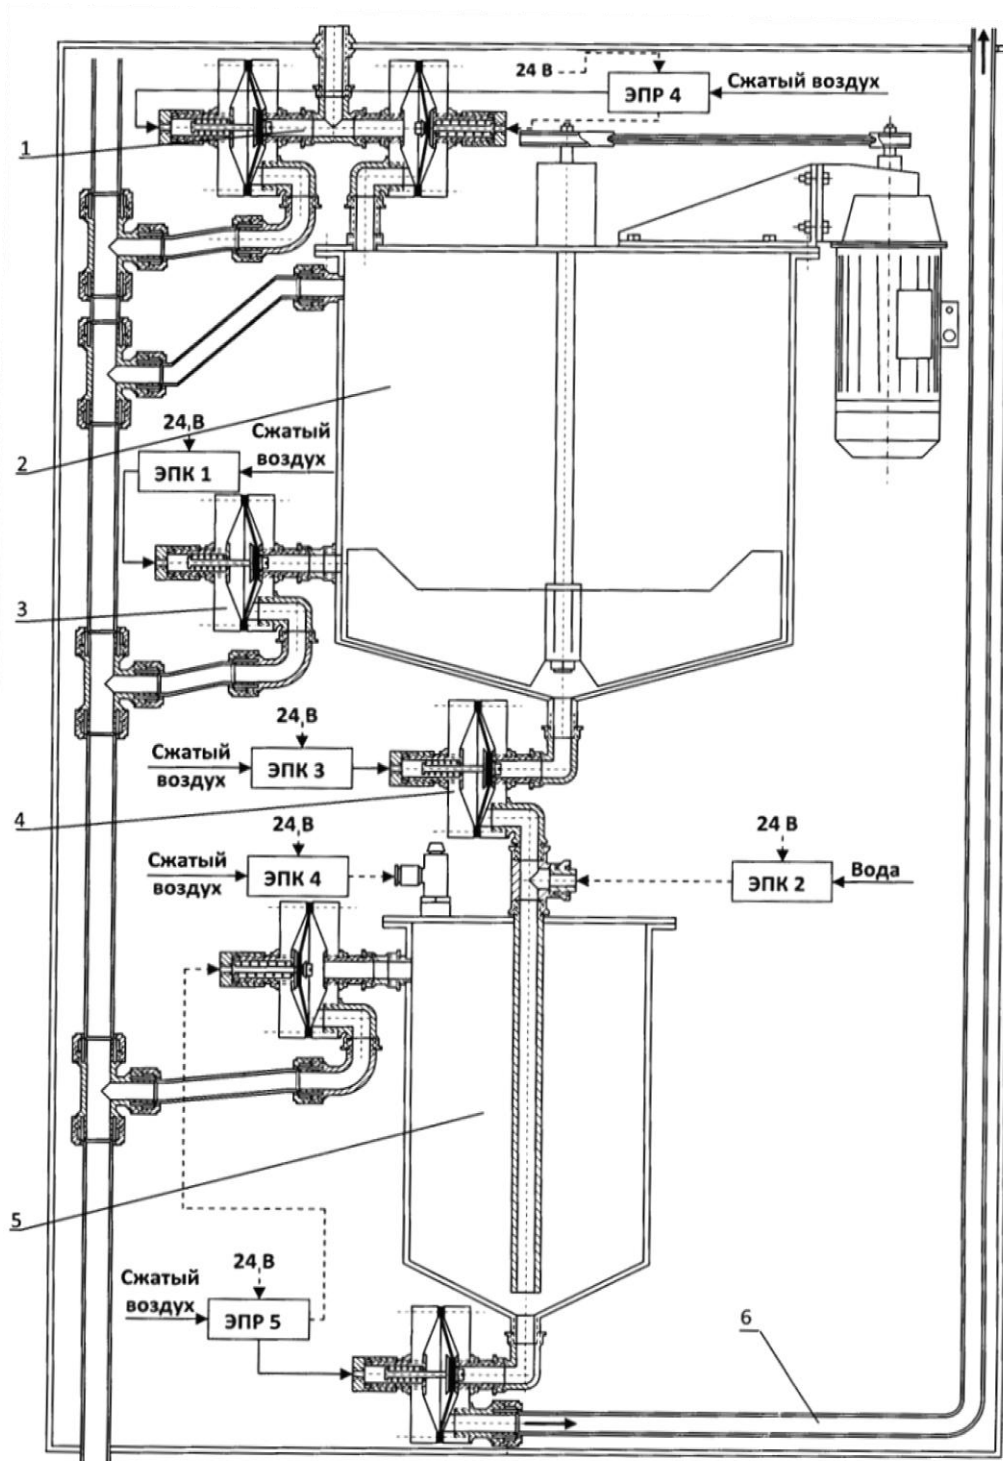 24 В
ЭПР 4
Сжатый воздух
1
24 В
Сжатый
воздух
ЭПК 1
2
3
24 В
Сжатый
воздух
ЭПК 3
4
24 В
Сжатый
воздух
ЭПК 4
24 В
ЭПК 2
Вода
5
24 В
Сжатый
воздух
ЭПР 5
6